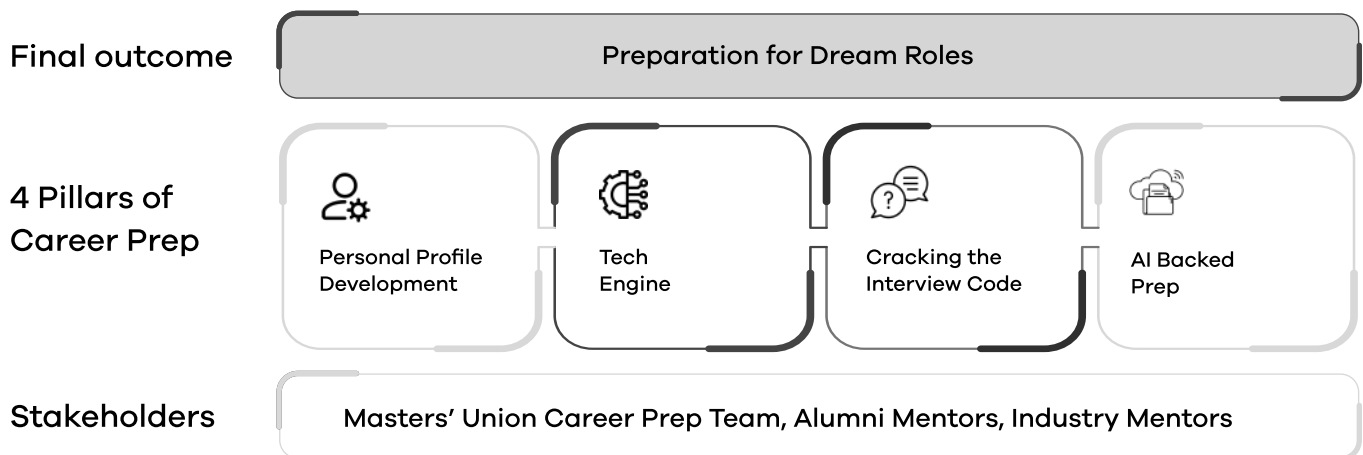 Final outcome
Preparation for Dream Roles
4 Pillars of
Career Prep
Personal Profile
Development
Tech
Engine
?
Cracking the
Interview Code
AI Backed
Prep
Stakeholders
Masters’ Union Career Prep Team, Alumni Mentors, Industry Mentors